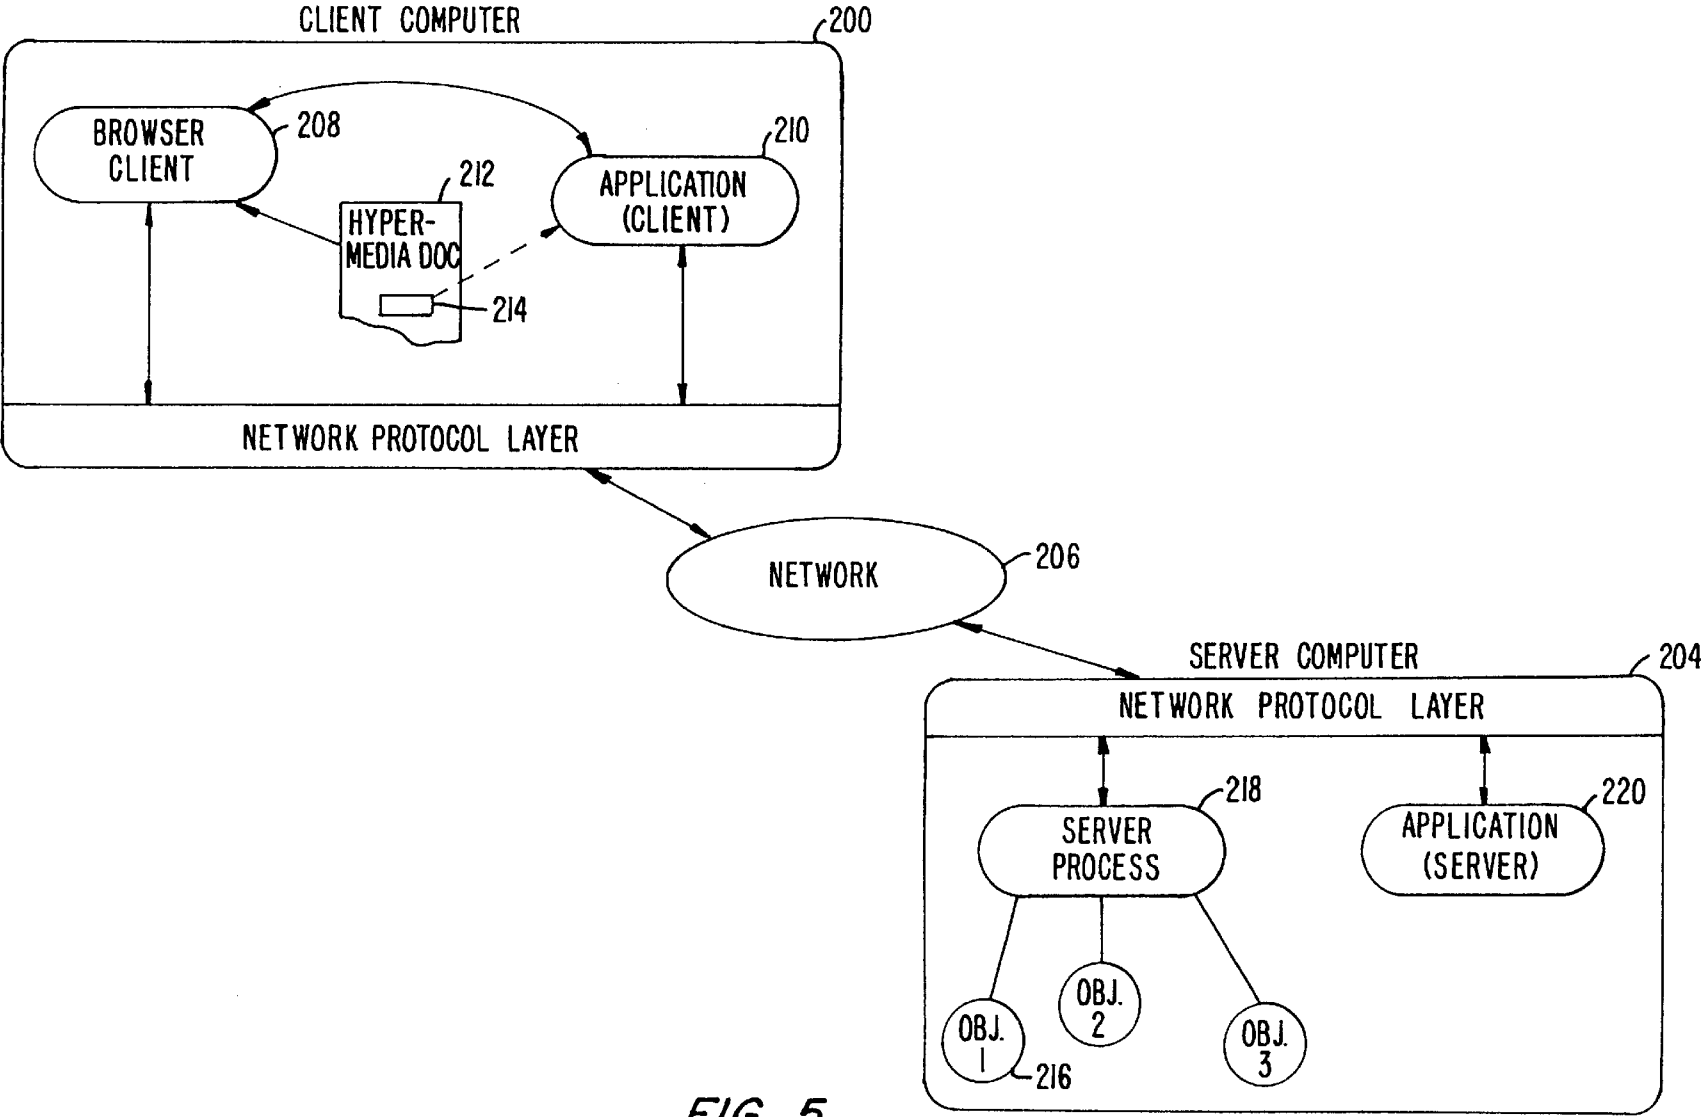 CLIENT COMPUTER
200
BROWSER
CLIENT
208
210
APPLICATION
(CLIENT)
212
HYPER-
MEDIA DOC
214
NETWORK PROTOCOL LAYER
NETWORK
206
SERVER COMPUTER
204
NETWORK PROTOCOL LAYER
218
SERVER
PROCESS
220
APPLICATION
(SERVER)
OBJ.
1
216
OBJ.
2
OBJ.
3
FIG. 5